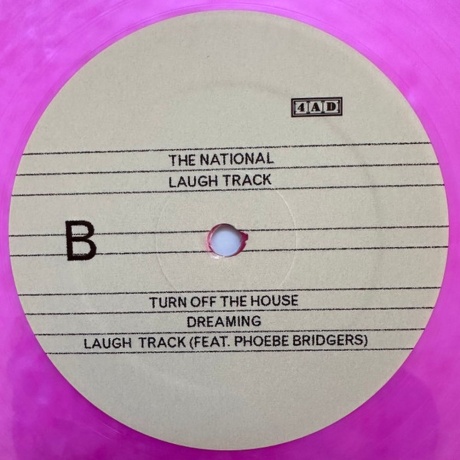 4AD
THE NATIONAL
LAUGH TRACK
B
TURN OFF THE HOUSE
DREAMING
LAUGH TRACK (FEAT. PHOEBE BRIDGERS)